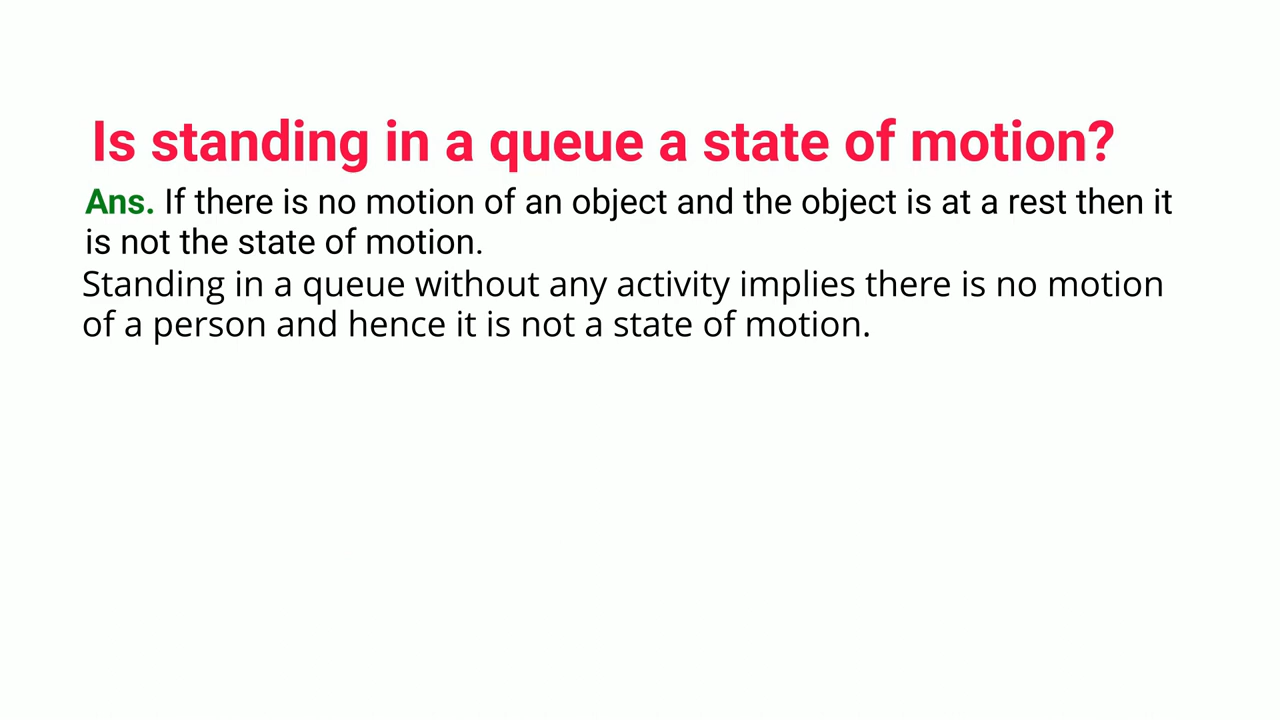 Is standing in a queue a state of motion?
Ans. If there is no motion of an object and the object is at a rest then it
is not the state of motion.
Standing in a queue without any activity implies there is no motion
of a person and hence it is not a state of motion.